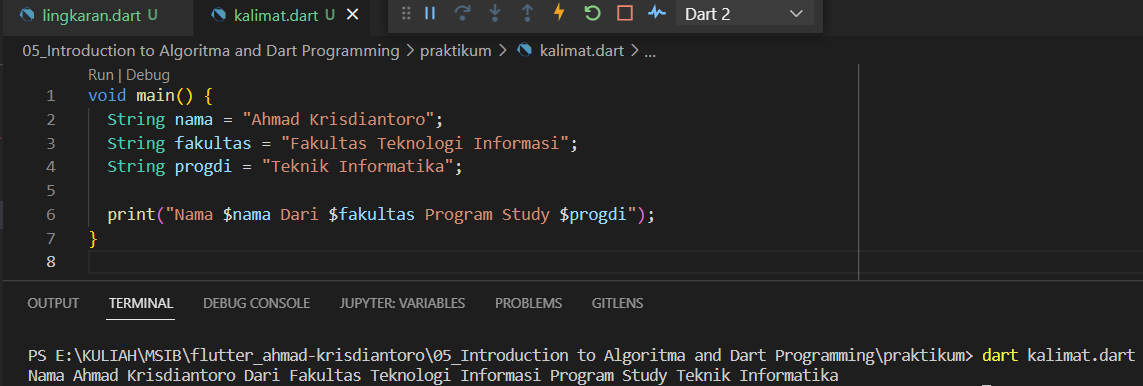 lingkaran.dart U
kalimat.dart U
Dart 2
05_Introduction to Algoritma and Dart Programming > praktikum > kalimat.dart > ...
Run | Debug
1 void main() {
2 String nama = "Ahmad Krisdiantoro";
3 String fakultas = "Fakultas Teknologi Informasi";
4 String progdi = "Teknik Informatika";
5
6 print("Nama $nama Dari $fakultas Program Study $progdi");
7 }
8
OUTPUT TERMINAL DEBUG CONSOLE JUPYTER: VARIABLES PROBLEMS GITLENS
PS E:\KULIAH\MSIB\flutter_ahmad-krisdiantoro\05_Introduction to Algoritma and Dart Programming\praktikum> dart kalimat.dart
Nama Ahmad Krisdiantoro Dari Fakultas Teknologi Informasi Program Study Teknik Informatika